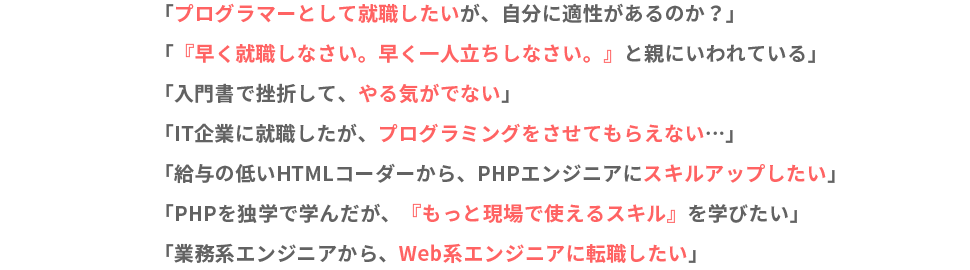 「プログラマーとして就職したいが、自分に適性があるのか？」
「『早く就職しなさい。早く一人立ちしなさい。』と親にいわれている」
「入門書で挫折して、やる気がでない」
「IT企業に就職したが、プログラミングをさせてもらえない…」
「給与の低いHTMLコーダーから、PHPエンジニアにスキルアップしたい」
「PHPを独学で学んだが、『もっと現場で使えるスキル』を学びたい」
「業務系エンジニアから、Web系エンジニアに転職したい」